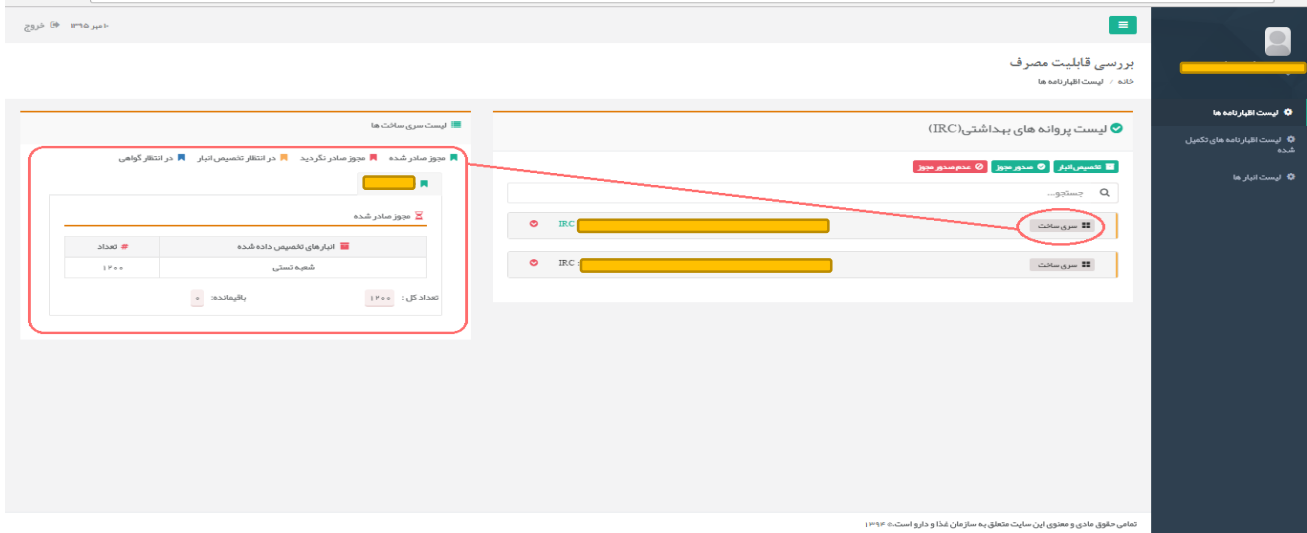 ۱۰مهر ۱۳۹۵ خروج
بررسی قابلیت مصرف
خانه / لیست اظهارنامه ها
لیست اظهارنامه ها
لیست اظهارنامه های تکمیل
شده
لیست انبار ها
لیست پروانه های بهداشتی(IRC)
تخصیص انبار صدور مجوز عدم صدور مجوز
جستجو...
سری ساخت IRC
سری ساخت IRC :
لیست سری ساخت ها
مجوز صادر شده مجوز صادر نگردید در انتظار تخصیص انبار در انتظار گواهی
مجوز صادر شده
انبارهای تخصیص داده شده # تعداد
شعبه تستی ۱۲۰۰
تعداد کل : ۱۲۰۰ باقیمانده: ۰
تمامی حقوق مادی و معنوی این سایت متعلق به سازمان غذا و دارو است.© ۱۳۹۴